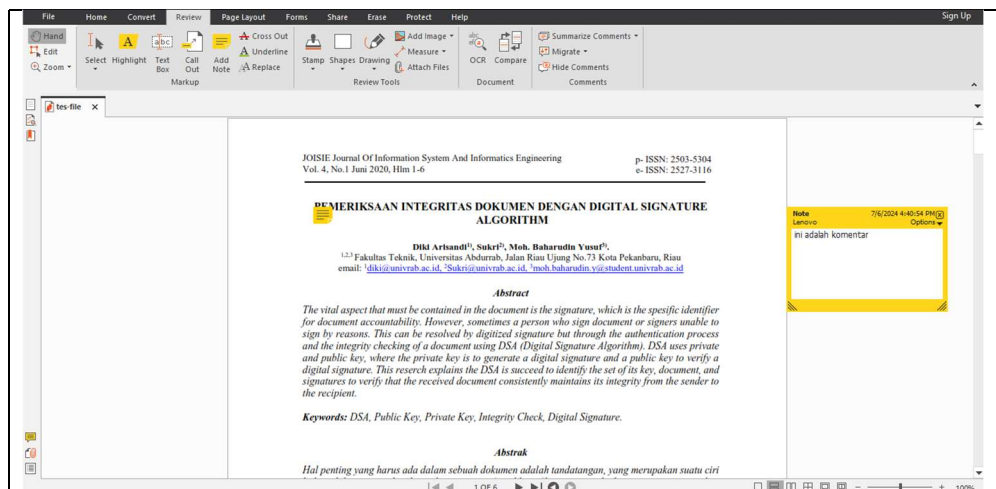 File Home Convert Review Page Layout Forms Share Erase Protect Help Sign Up
Hand
Edit
Zoom
Select Highlight Text Box Call Out Add Note
Cross Out
Underline
Replace
Markup
Stamp Shapes Drawing
Add Image
Measure
Attach Files
Review Tools
OCR Compare
Document
Summarize Comments
Migrate
Hide Comments
Comments
tes-file X
JOISIE Journal Of Information System And Informatics Engineering p- ISSN: 2503-5304
Vol. 4, No.1 Juni 2020, Hlm 1-6 e- ISSN: 2527-3116
PEMERIKSAAN INTEGRITAS DOKUMEN DENGAN DIGITAL SIGNATURE
ALGORITHM
Diki Arisandi¹⁾, Sukri²⁾, Moh. Baharudin Yusuf³⁾.
1,2,3 Fakultas Teknik, Universitas Abdurrab, Jalan Riau Ujung No.73 Kota Pekanbaru, Riau
email: ¹diki@univrab.ac.id, ²Sukri@univrab.ac.id, ³moh.baharudin.y@student.univrab.ac.id
Abstract
The vital aspect that must be contained in the document is the signature, which is the spesific identifier
for document accountability. However, sometimes a person who sign document or signers unable to
sign by reasons. This can be resolved by digitized signature but through the authentication process
and the integrity checking of a document using DSA (Digital Signature Algorithm). DSA uses private
and public key, where the private key is to generate a digital signature and a public key to verify a
digital signature. This reserch explains the DSA is succeed to identify the set of its key, document, and
signatures to verify that the received document consistently maintains its integrity from the sender to
the recipient.
Keywords: DSA, Public Key, Private Key, Integrity Check, Digital Signature.
Abstrak
Hal penting yang harus ada dalam sebuah dokumen adalah tandatangan, yang merupakan suatu ciri
Note 7/6/2024 4:40:54 PM
Lenovo Options
ini adalah komentar
1 OF 6
100%